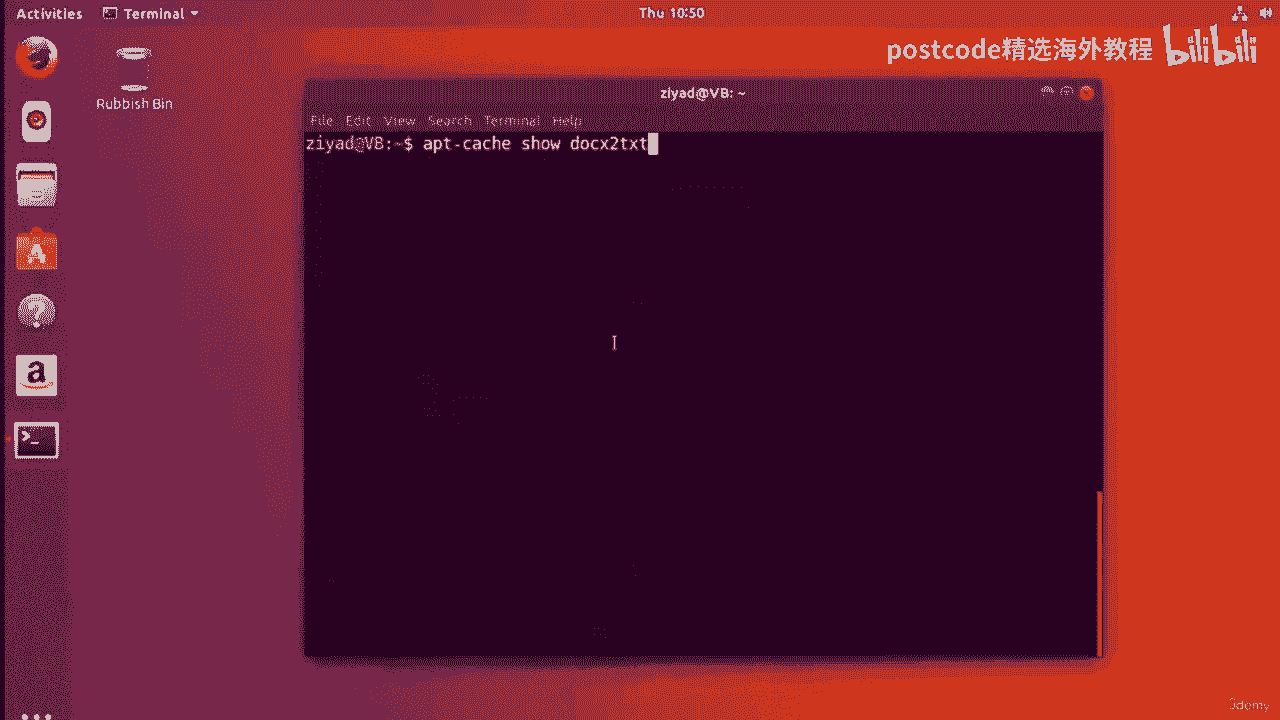 Activities Terminal Thu 10:50
postcode精选海外教程 bilibili
Rubbish Bin
ziyad@VB: ~
File Edit View Search Terminal Help
ziyad@VB:~$ apt-cache show docx2txt